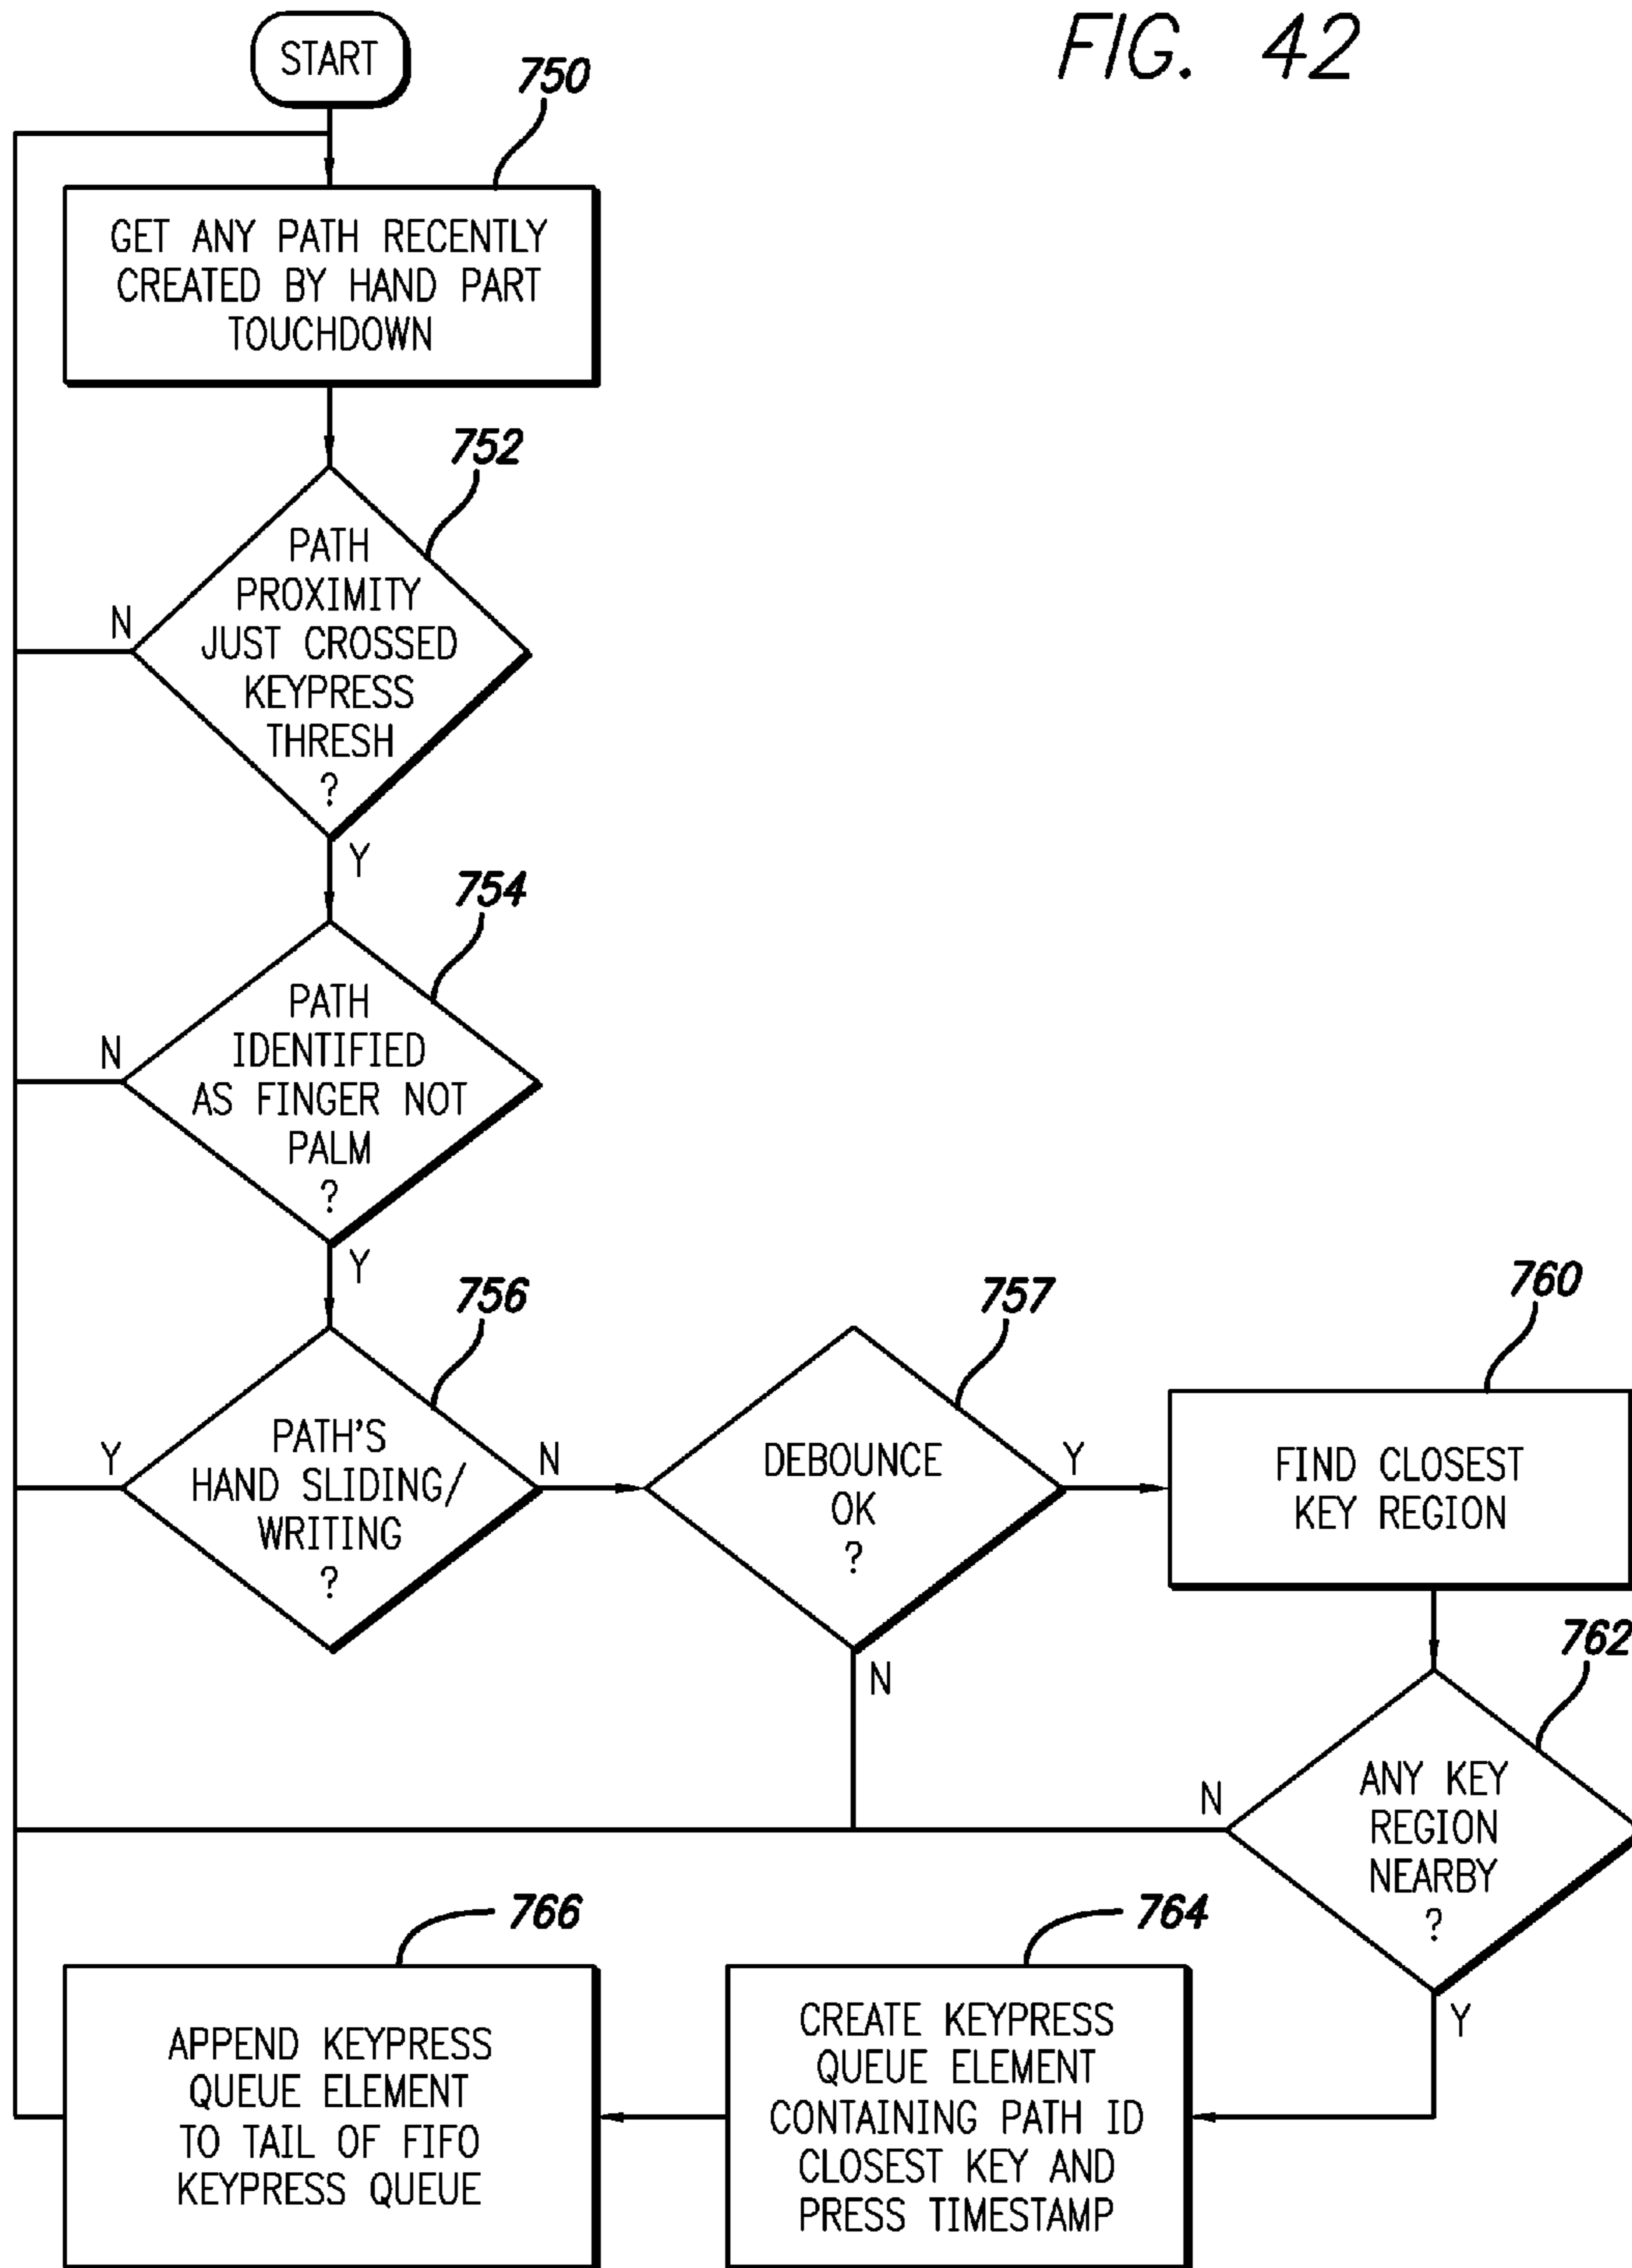 FIG. 42
START
750
GET ANY PATH RECENTLY
CREATED BY HAND PART
TOUCHDOWN
752
PATH
PROXIMITY
JUST CROSSED
KEYPRESS
THRESH
?
N
Y
754
PATH
IDENTIFIED
AS FINGER NOT
PALM
?
N
Y
756
PATH'S
HAND SLIDING/
WRITING
?
Y
N
757
DEBOUNCE
OK
?
Y
N
760
FIND CLOSEST
KEY REGION
762
ANY KEY
REGION
NEARBY
?
N
Y
764
CREATE KEYPRESS
QUEUE ELEMENT
CONTAINING PATH ID
CLOSEST KEY AND
PRESS TIMESTAMP
766
APPEND KEYPRESS
QUEUE ELEMENT
TO TAIL OF FIFO
KEYPRESS QUEUE